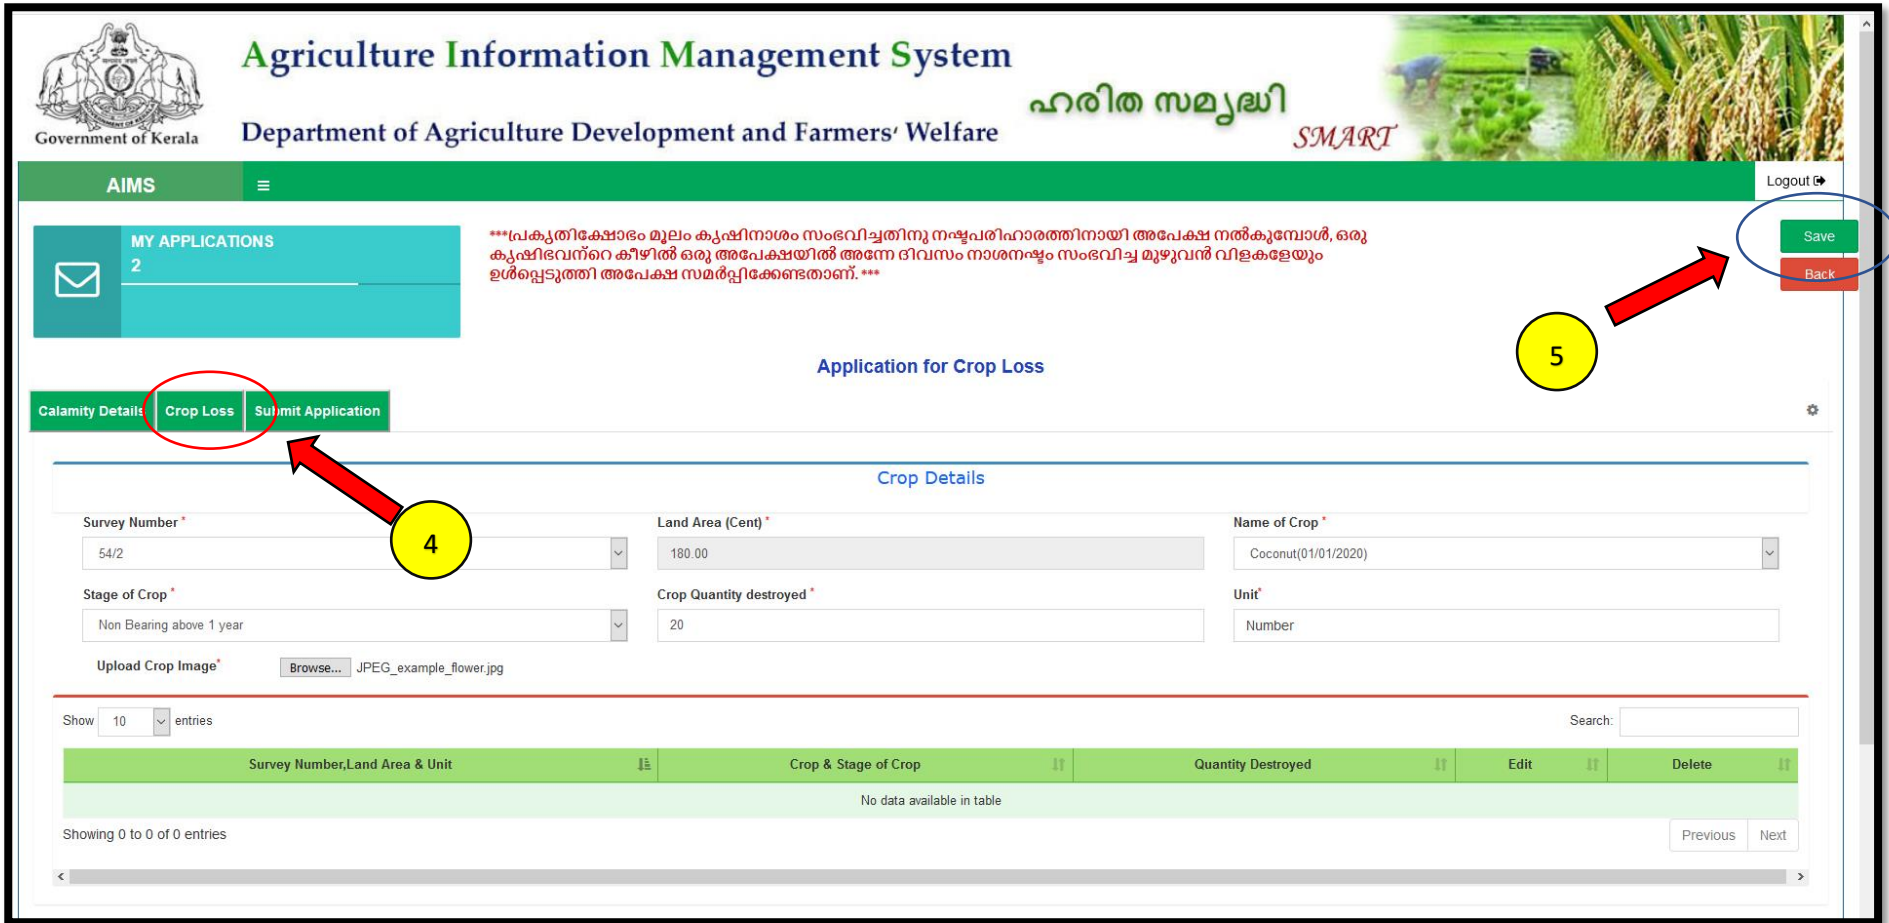 Agriculture Information Management System
ഹരിത സമൃദ്ധി
Government of Kerala
Department of Agriculture Development and Farmers' Welfare
SMART
AIMS
Logout
MY APPLICATIONS
2
***പ്രകൃതിക്ഷോഭം മൂലം കൃഷിനാശം സംഭവിച്ചതിനു നഷ്ടപരിഹാരത്തിനായി അപേക്ഷ നൽകുമ്പോൾ, ഒരു
കൃഷിഭവന്റെ കീഴിൽ ഒരു അപേക്ഷയിൽ അന്നേ ദിവസം നാശനഷ്ടം സംഭവിച്ച മുഴുവൻ വിളകളേയും
ഉൾപ്പെടുത്തി അപേക്ഷ സമർപ്പിക്കേണ്ടതാണ്. ***
Save
Back
5
Application for Crop Loss
Calamity Details Crop Loss Submit Application
4
Crop Details
Survey Number * Land Area (Cent) * Name of Crop *
54/2 180.00 Coconut(01/01/2020)
Stage of Crop * Crop Quantity destroyed * Unit*
Non Bearing above 1 year 20 Number
Upload Crop Image* Browse... JPEG_example_flower.jpg
Show 10 entries Search:
Survey Number,Land Area & Unit Crop & Stage of Crop Quantity Destroyed Edit Delete
No data available in table
Showing 0 to 0 of 0 entries Previous Next